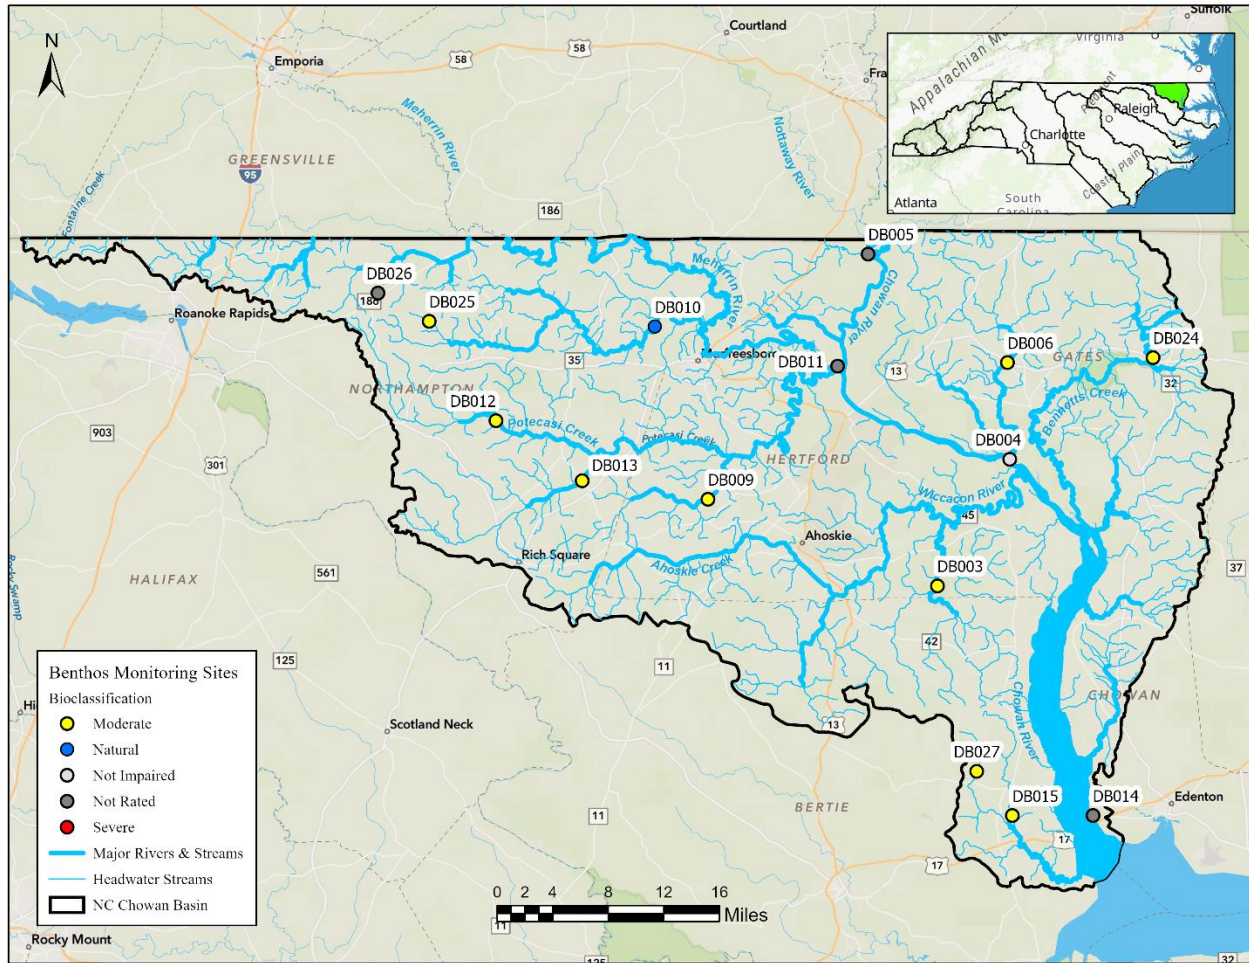 Suffolk
Courtland
58
N
58
Emporia
Fra
Virginia
Appalachian Mo
Piedmont
Raleigh
Charlotte
Coastal Plain
South
Carolina
Atlanta
Meherrin River
Nottaway River
GREENSVILLE
95
Fontaine Creek
186
DB005
Meherrin River
Chowan River
DB026
186
DB025
DB010
Roanoke Rapids
35
DB011
13
DB006
GATES
DB024
32
NORTHAMPTON
DB012
Potecasi Creek
Potecasi Creek
Bennetts Creek
903
301
DB013
DB009
HERTFORD
DB004
Wiccacon River
45
Ahoskie
Rich Square
Ahoskie Creek
DB003
HALIFAX
561
37
42
125
11
Chowan River
CHOWAN
Scotland Neck
13
DB027
DB015
DB014
Edenton
BERTIE
11
17
17
Benthos Monitoring Sites
Bioclassification
Moderate
Natural
Not Impaired
Not Rated
Severe
Major Rivers & Streams
Headwater Streams
NC Chowan Basin
0 2 4 8 12 16
Miles
11
Rocky Mount
125
32